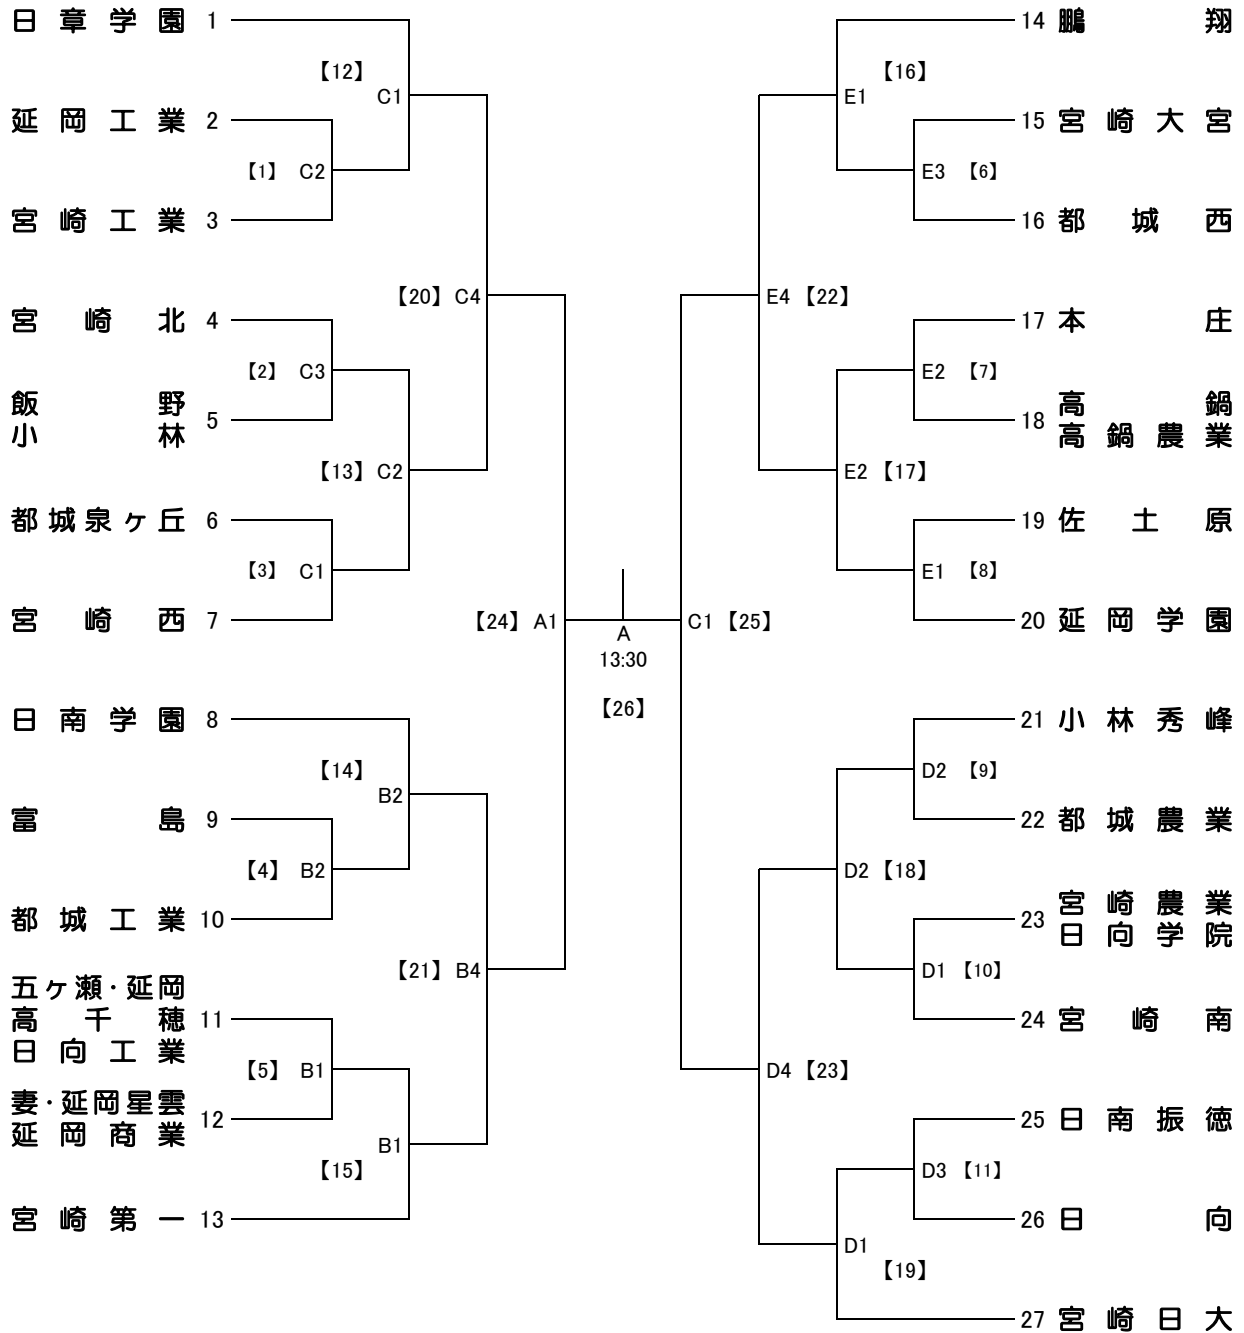 日章学園 1
【12】
C1
延岡工業 2
【1】 C2
宮崎工業 3
【20】 C4
宮崎北 4
【2】 C3
飯野
小林 5
【13】 C2
都城泉ヶ丘 6
【3】 C1
宮崎西 7
【24】 A1
日南学園 8
【14】
B2
富島 9
【4】 B2
都城工業 10
【21】 B4
五ヶ瀬・延岡
高千穂 11
日向工業
【5】 B1
妻・延岡星雲
延岡商業 12
B1
【15】
宮崎第一 13
A
13:30
【26】
14 鵬翔
【16】
E1
15 宮崎大宮
E3 【6】
16 都城西
E4 【22】
17 本庄
E2 【7】
18 高鍋
高鍋農業
E2 【17】
19 佐土原
E1 【8】
20 延岡学園
C1 【25】
21 小林秀峰
D2 【9】
22 都城農業
D2 【18】
23 宮崎農業
日向学院
D1 【10】
24 宮崎南
D4 【23】
25 日南振徳
D3 【11】
26 日向
D1
【19】
27 宮崎日大